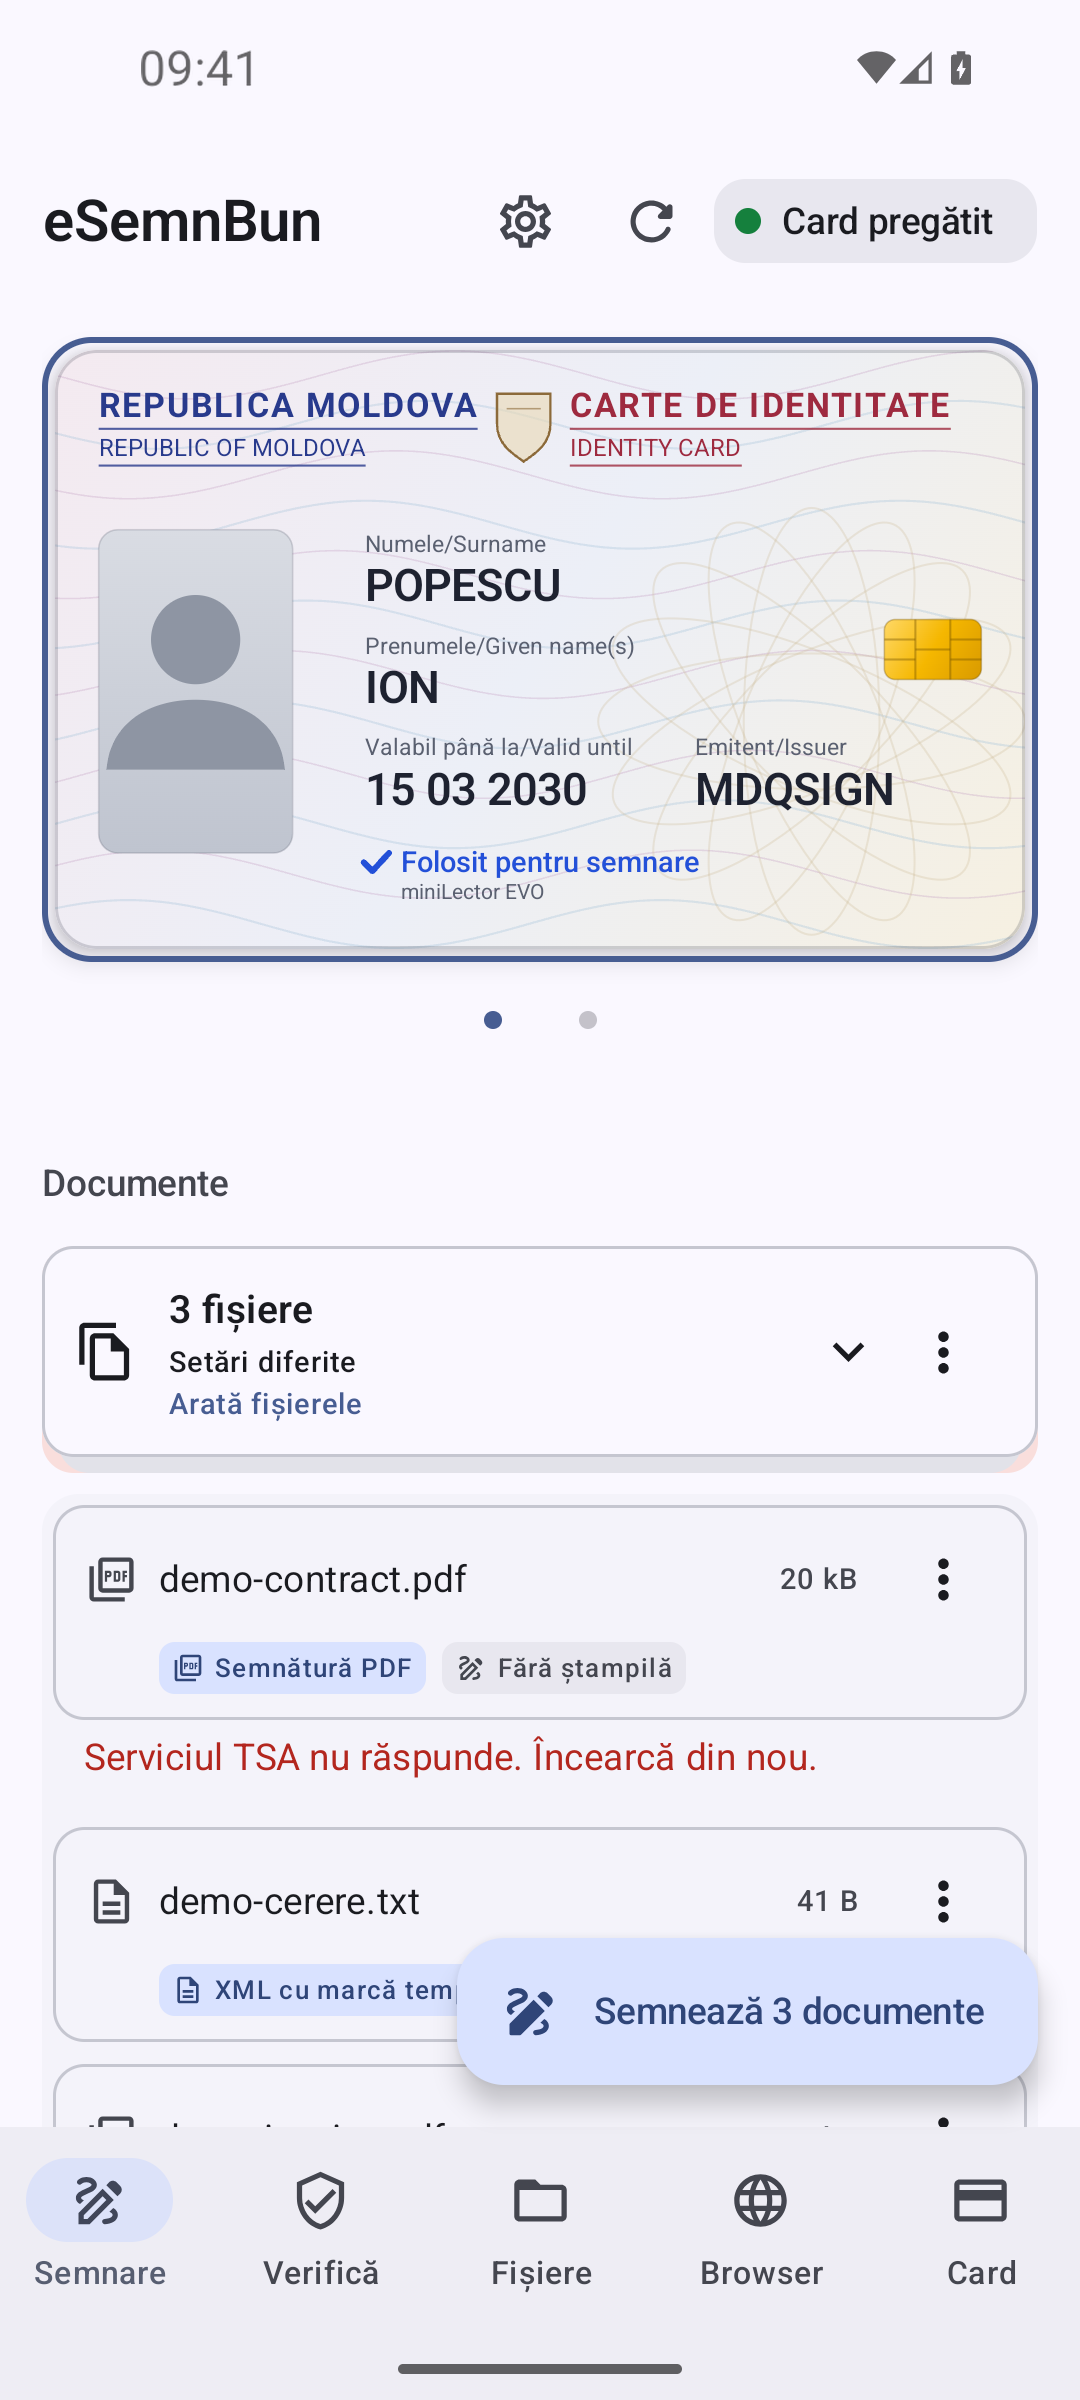 09:41
eSemnBun
Card pregătit
REPUBLICA MOLDOVA
REPUBLIC OF MOLDOVA
CARTE DE IDENTITATE
IDENTITY CARD
Numele/Surname
POPESCU
Prenumele/Given name(s)
ION
Valabil până la/Valid until
15 03 2030
Emitent/Issuer
MDQSIGN
Folosit pentru semnare
miniLector EVO
Documente
3 fișiere
Setări diferite
Arată fișierele
PDF demo-contract.pdf 20 kB
PDF Semnătură PDF
Fără ștampilă
Serviciul TSA nu răspunde. Încearcă din nou.
demo-cerere.txt 41 B
XML cu marcă
Semnează 3 documente
Semnare
Verifică
Fișiere
Browser
Card